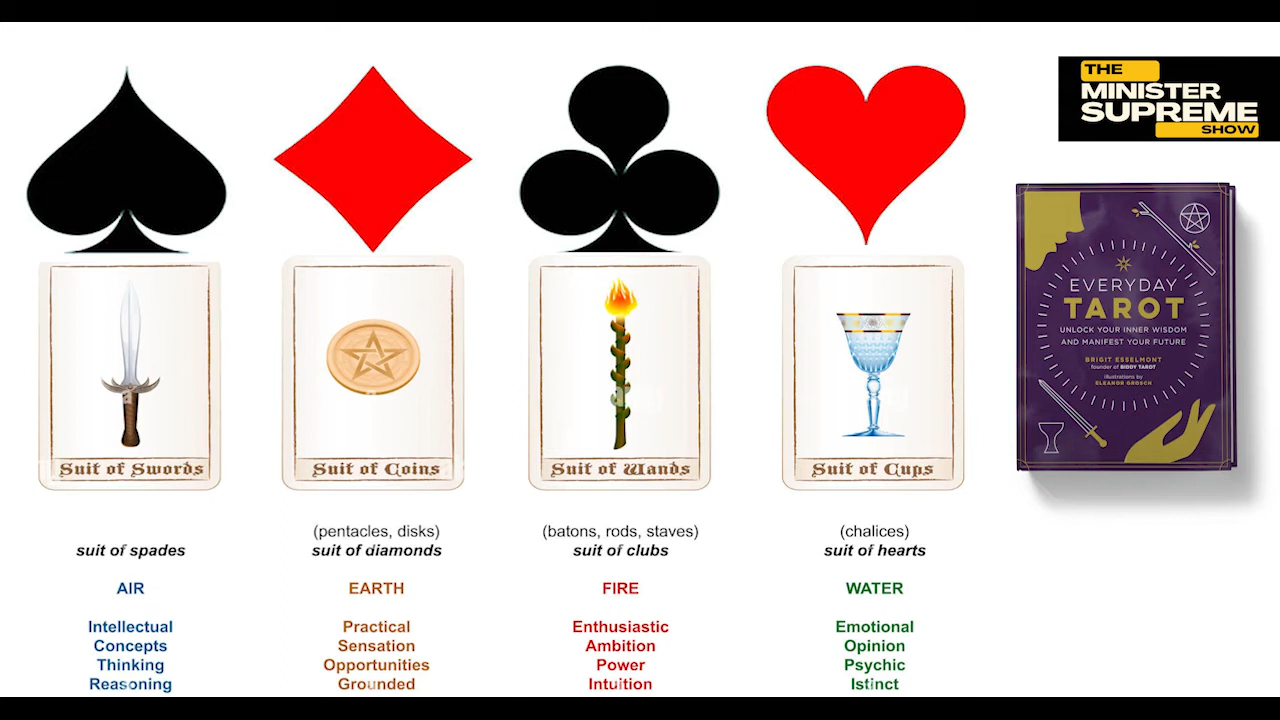 THE
MINISTER
SUPREME
SHOW
EVERYDAY
TAROT
UNLOCK YOUR INNER WISDOM
AND MANIFEST YOUR FUTURE
BRIGIT ESSELMONT
founder of BIDDY TAROT
illustrations by
ELEANOR GROSCH
Suit of Swords
Suit of Coins
Suit of Wands
Suit of Cups
suit of spades
AIR
Intellectual
Concepts
Thinking
Reasoning
(pentacles, disks)
suit of diamonds
EARTH
Practical
Sensation
Opportunities
Grounded
(batons, rods, staves)
suit of clubs
FIRE
Enthusiastic
Ambition
Power
Intuition
(chalices)
suit of hearts
WATER
Emotional
Opinion
Psychic
Istinct